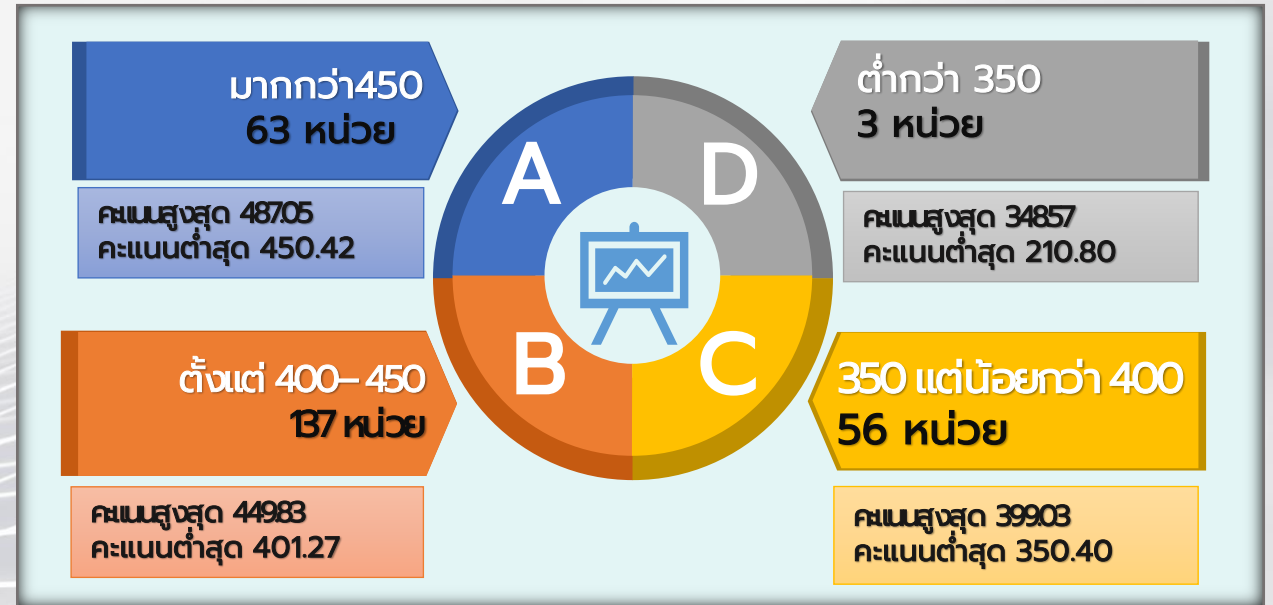 มากกว่า450
63 หน่วย
คะแนนสูงสุด 487.05
คะแนนต่ำสุด 450.42
A
ต่ำกว่า 350
3 หน่วย
คะแนนสูงสุด 348.57
คะแนนต่ำสุด 210.80
D
ตั้งแต่ 400– 450
137 หน่วย
คะแนนสูงสุด 449.83
คะแนนต่ำสุด 401.27
B
350 แต่น้อยกว่า 400
56 หน่วย
คะแนนสูงสุด 399.03
คะแนนต่ำสุด 350.40
C